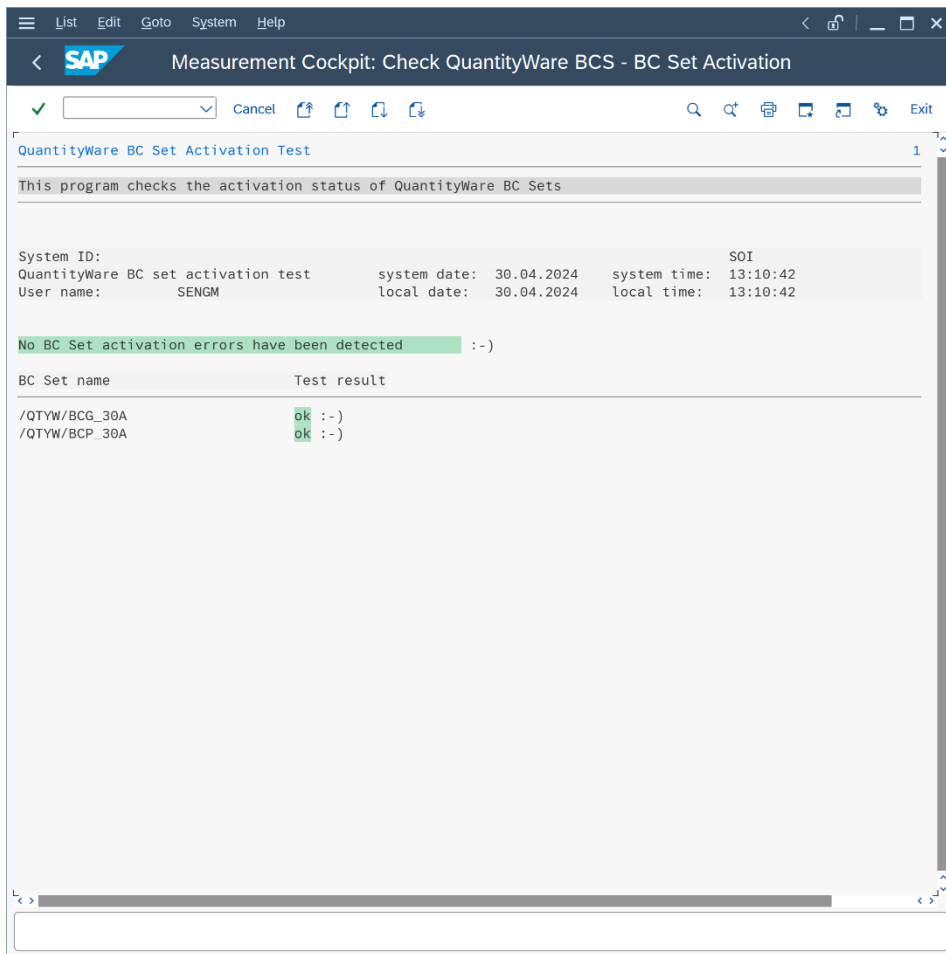 List Edit Goto System Help
SAP Measurement Cockpit: Check QuantityWare BCS - BC Set Activation
Cancel Exit
QuantityWare BC Set Activation Test 1
This program checks the activation status of QuantityWare BC Sets
System ID: SOI
QuantityWare BC set activation test system date: 30.04.2024 system time: 13:10:42
User name: SENGM local date: 30.04.2024 local time: 13:10:42
No BC Set activation errors have been detected :-)
BC Set name Test result
/QTYW/BCG_30A ok :-)
/QTYW/BCP_30A ok :-)